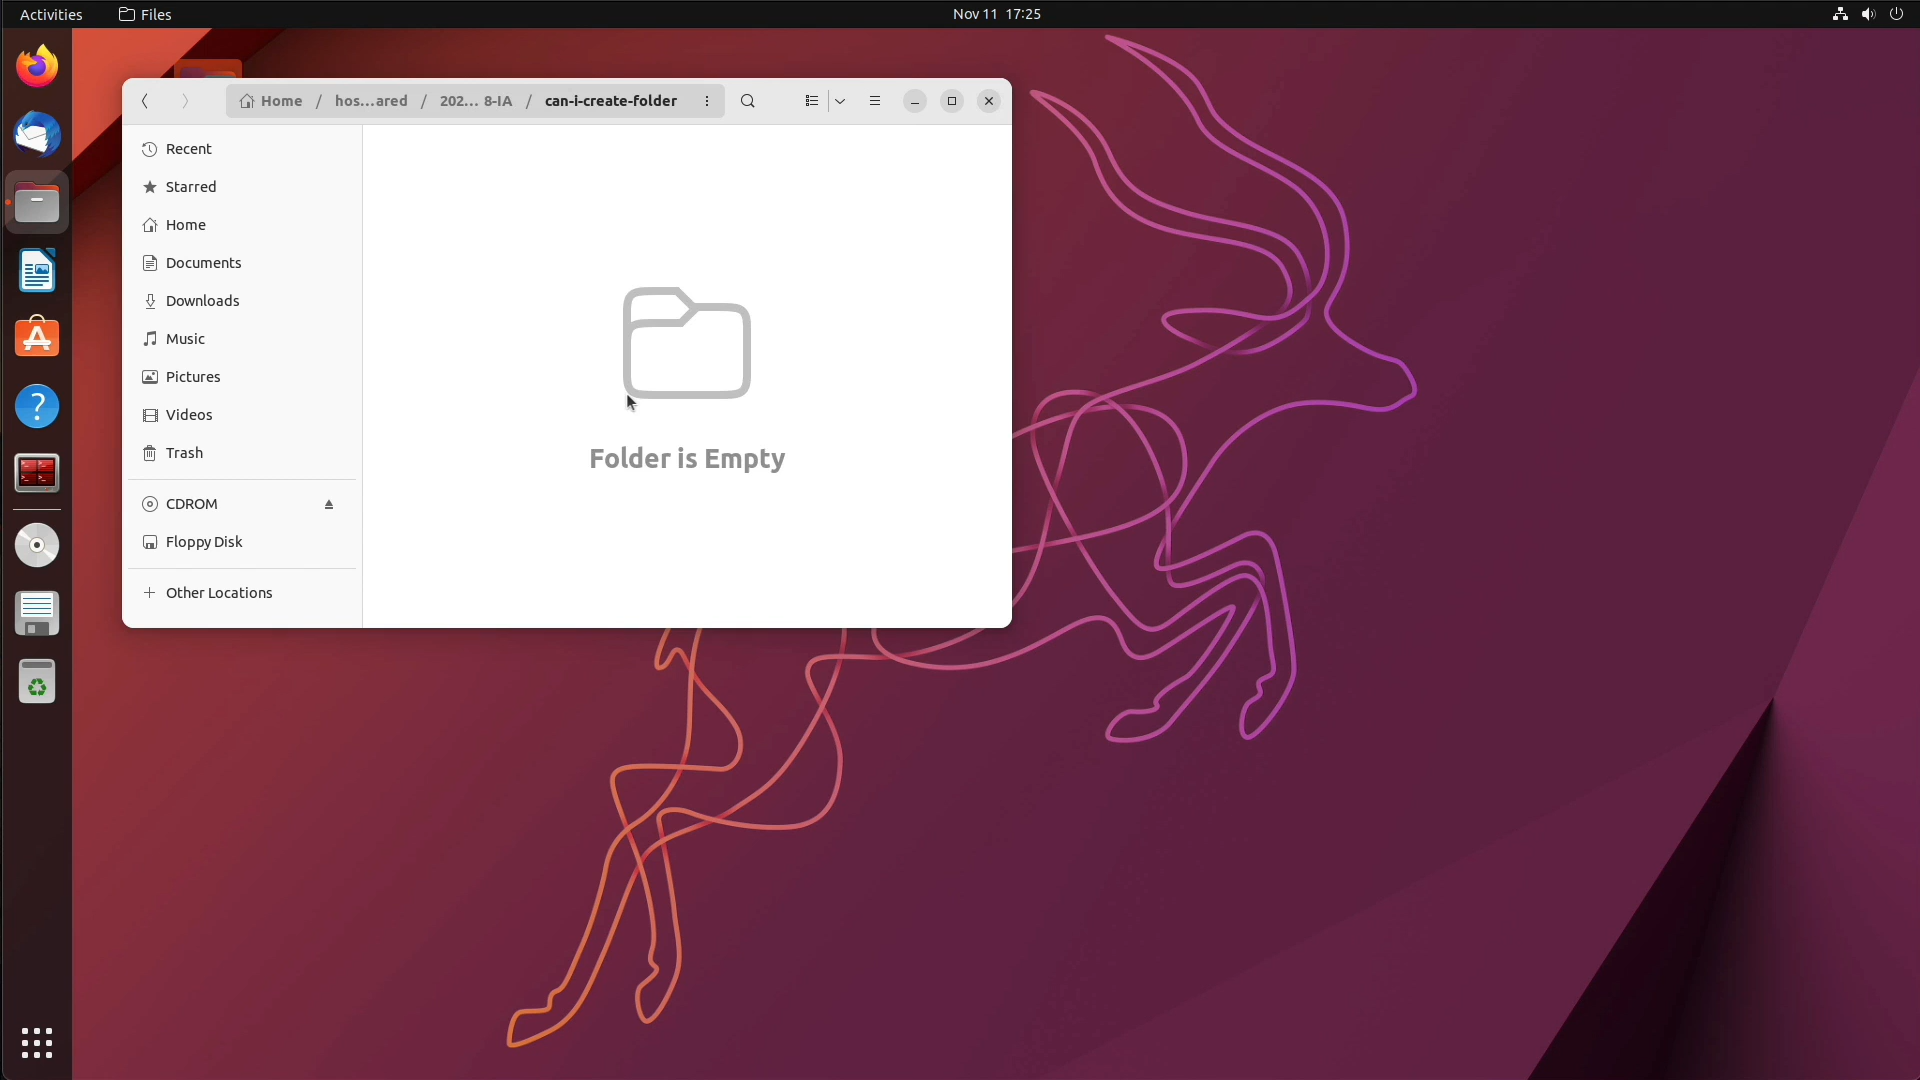 Activities
Files
Nov 11 17:25
Home / hos...ared / 202... 8-IA / can-i-create-folder
Recent
Starred
Home
Documents
Downloads
Music
Pictures
Videos
Trash
CDROM
Floppy Disk
Other Locations
Folder is Empty